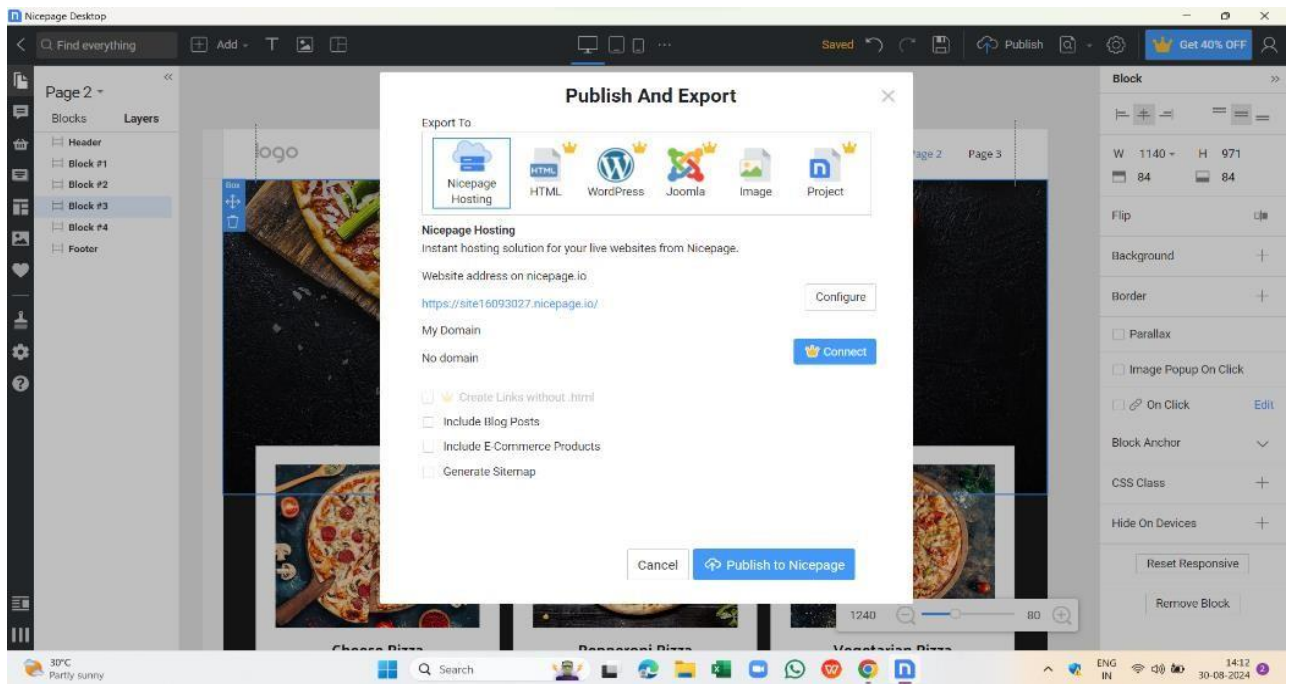 Nicepage Desktop
Find everything
Add
Saved
Publish
Get 40% OFF
Page 2
Blocks Layers
Header
Block #1
Block #2
Block #3
Block #4
Footer
logo
Box
Page 2 Page 3
Publish And Export
Export To
Nicepage
Hosting
HTML
HTML
WordPress
Joomla
Image
Project
Nicepage Hosting
Instant hosting solution for your live websites from Nicepage.
Website address on nicepage.io
https://site16093027.nicepage.io/
Configure
My Domain
No domain
Connect
Create Links without .html
Include Blog Posts
Include E-Commerce Products
Generate Sitemap
Cancel
Publish to Nicepage
Block
W 1140 H 971
84 84
Flip
Background
Border
Parallax
Image Popup On Click
On Click Edit
Block Anchor
CSS Class
Hide On Devices
Reset Responsive
Remove Block
1240 80
Cheese Pizza
Pepperoni Pizza
Vegetarian Pizza
30°C
Partly sunny
Search
ENG
IN
14:12
30-08-2024
2